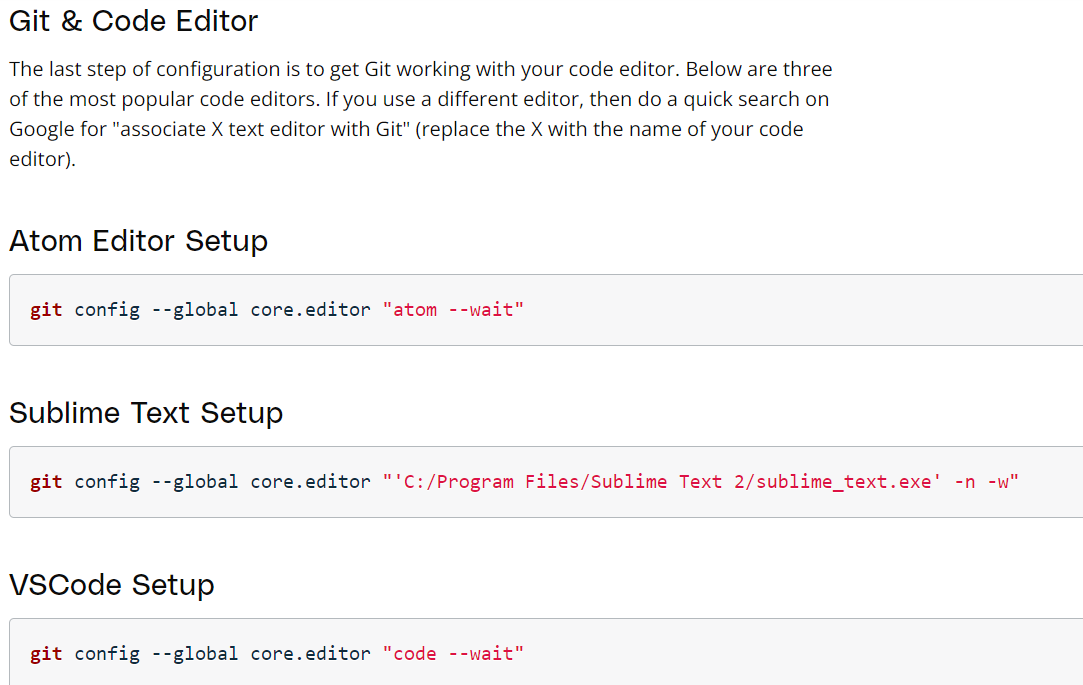 Git & Code Editor
The last step of configuration is to get Git working with your code editor. Below are three
of the most popular code editors. If you use a different editor, then do a quick search on
Google for "associate X text editor with Git" (replace the X with the name of your code
editor).
Atom Editor Setup
git config --global core.editor "atom --wait"
Sublime Text Setup
git config --global core.editor "'C:/Program Files/Sublime Text 2/sublime_text.exe' -n -w"
VSCode Setup
git config --global core.editor "code --wait"